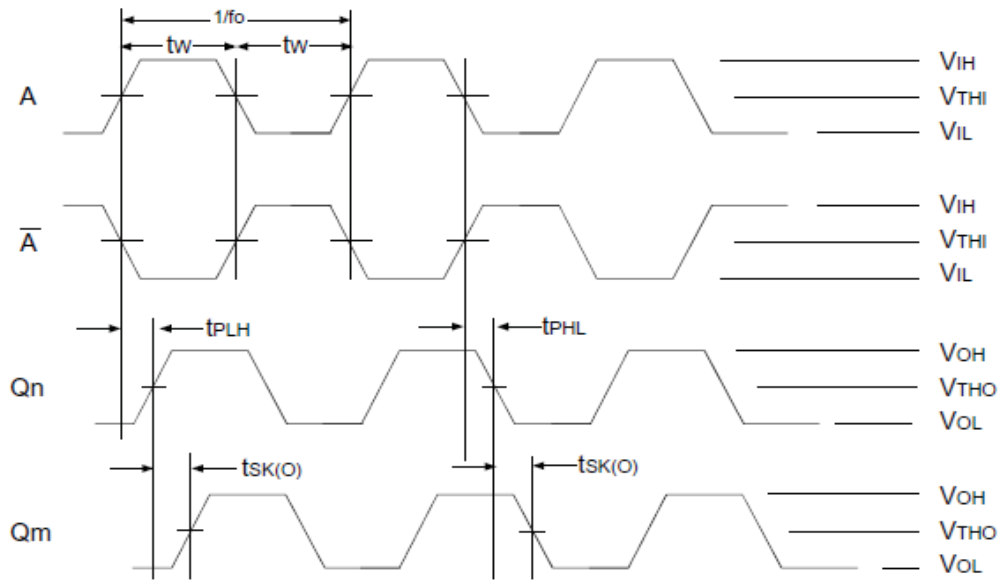 1/fo
tW tW
A VIH
VTHI
VIL
A VIH
VTHI
VIL
tPLH tPHL
Qn VOH
VTHO
VOL
tSK(O) tSK(O)
Qm VOH
VTHO
VOL